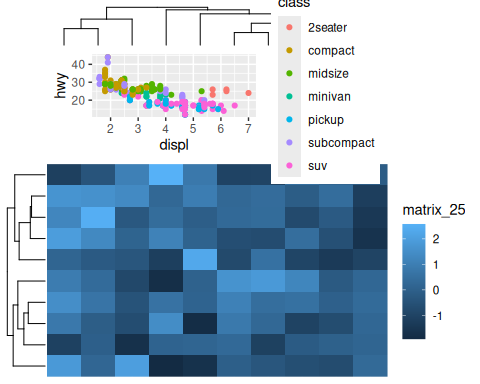 class
2seater
compact
midsize
minivan
pickup
subcompact
suv
hwy
40
30
20
2
3
4
5
6
7
displ
matrix_25
2
1
0
-1